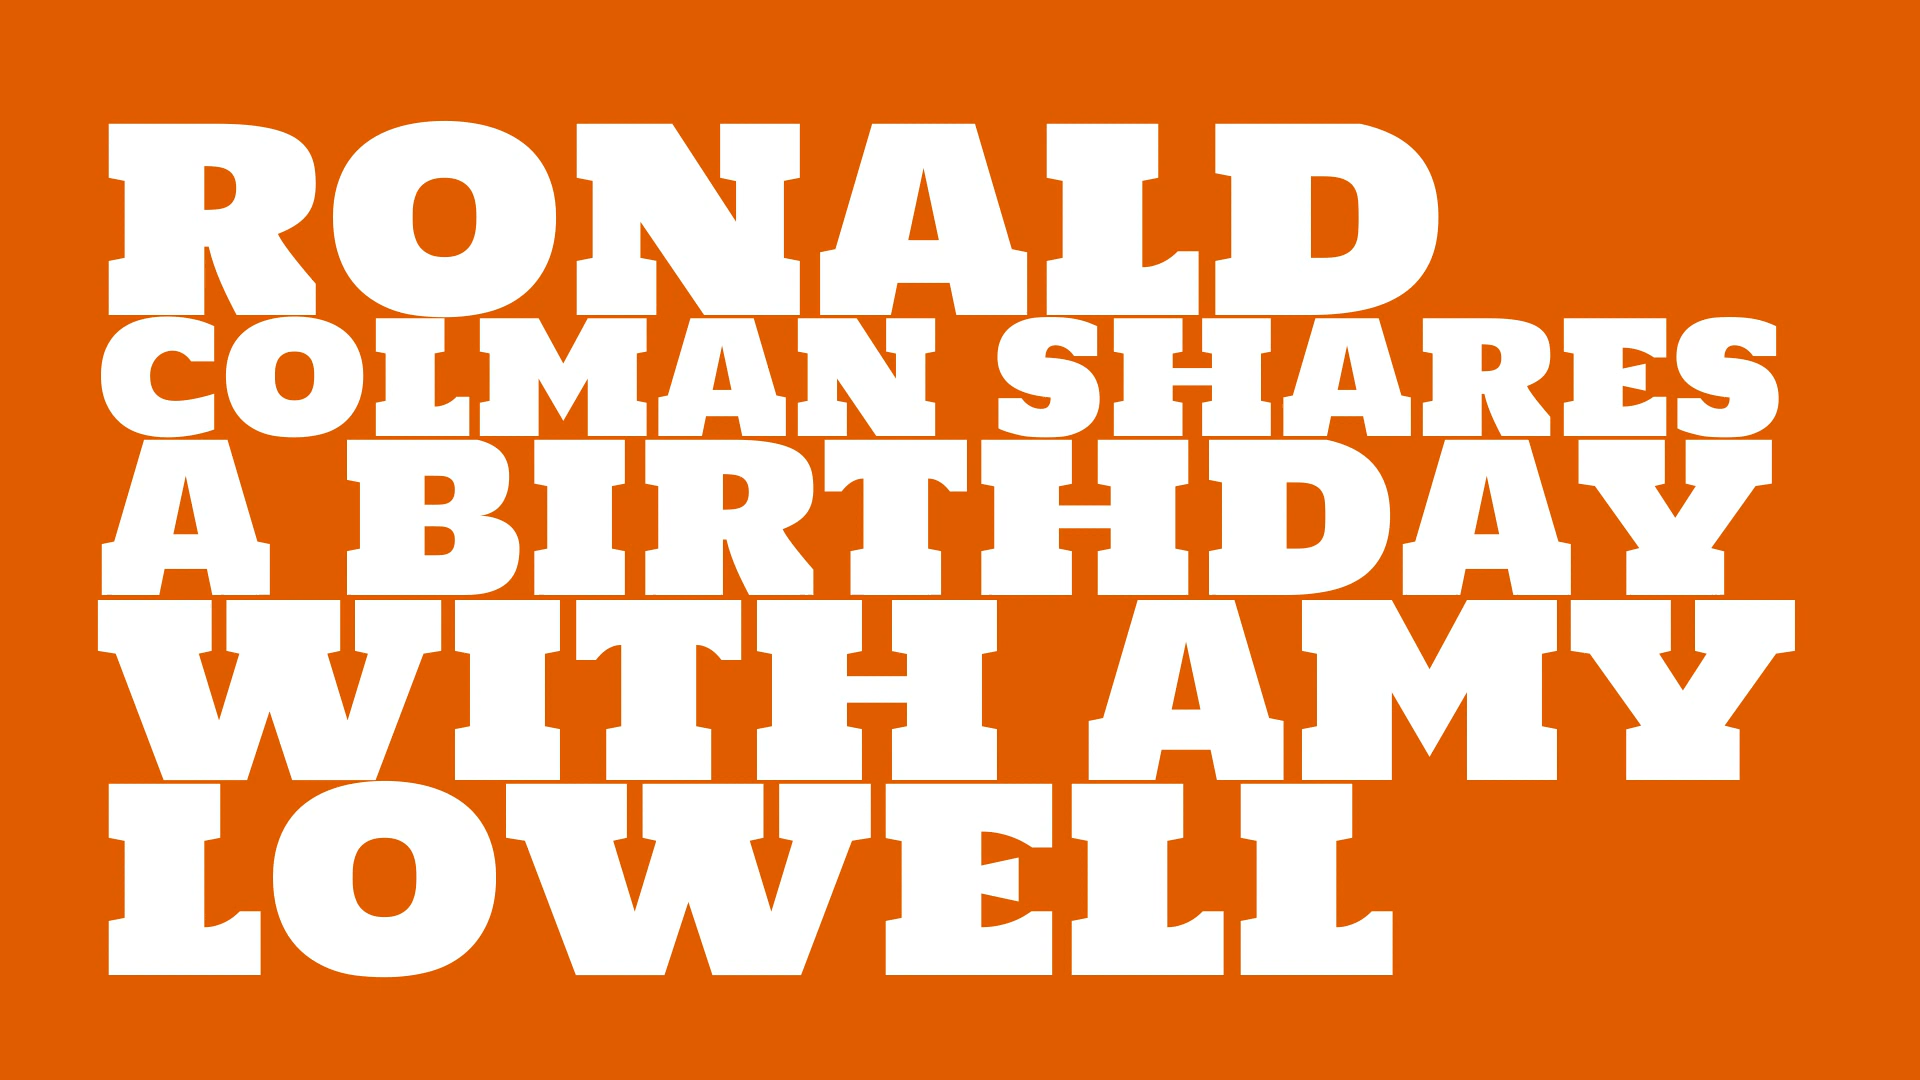 RONALD
COLMAN SHARES
A BIRTHDAY
WITH AMY
LOWELL